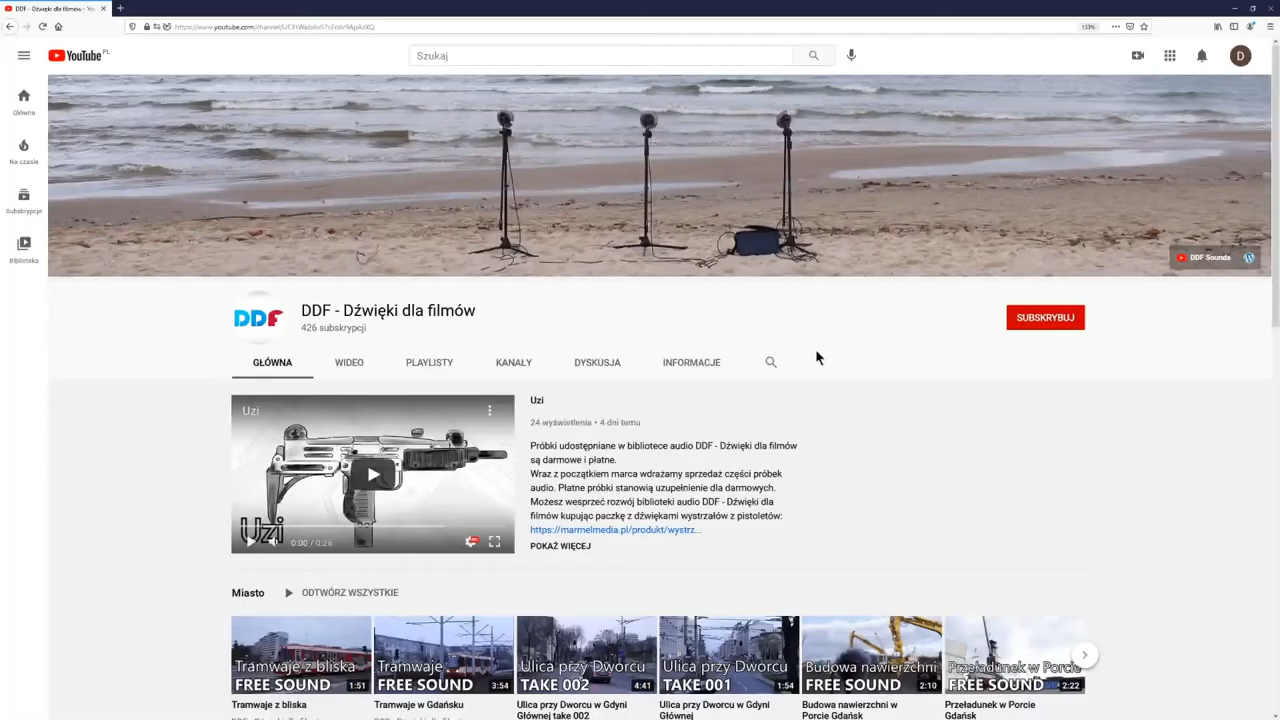 DDF - Dźwięki dla filmów - You
133%
YouTube PL
Szukaj
D
Główna
Na czasie
Subskrypcje
Biblioteka
DDF Sounds
DDF
DDF - Dźwięki dla filmów
426 subskrypcji
SUBSKRYBUJ
GŁÓWNA
WIDEO
PLAYLISTY
KANAŁY
DYSKUSJA
INFORMACJE
Uzi
Uzi
0:00 / 0:26
Uzi
24 wyświetlenia • 4 dni temu
Próbki udostępniane w bibliotece audio DDF - Dźwięki dla filmów
są darmowe i płatne.
Wraz z początkiem marca wdrażamy sprzedaż części próbek
audio. Płatne próbki stanowią uzupełnienie dla darmowych.
Możesz wesprzeć rozwój biblioteki audio DDF - Dźwięki dla
filmów kupując paczkę z dźwiękami wystrzałów z pistoletów:
https://marmelmedia.pl/produkt/wystrz...
POKAŻ WIĘCEJ
Miasto
ODTWÓRZ WSZYSTKIE
Tramwaje z bliska
FREE SOUND 1:51
Tramwaje
FREE SOUND 3:54
Ulica przy Dworcu
TAKE 002 4:41
Ulica przy Dworcu
TAKE 001 1:54
Budowa nawierzchni
FREE SOUND 2:10
Przeładunek w Porcie
FREE SOUND 2:22
Tramwaje z bliska
Tramwaje w Gdańsku
Ulica przy Dworcu w Gdyni
Głównej take 002
Ulica przy Dworcu w Gdyni
Głównej
Budowa nawierzchni w
Porcie Gdańsk
Przeładunek w Porcie
Gdańsk